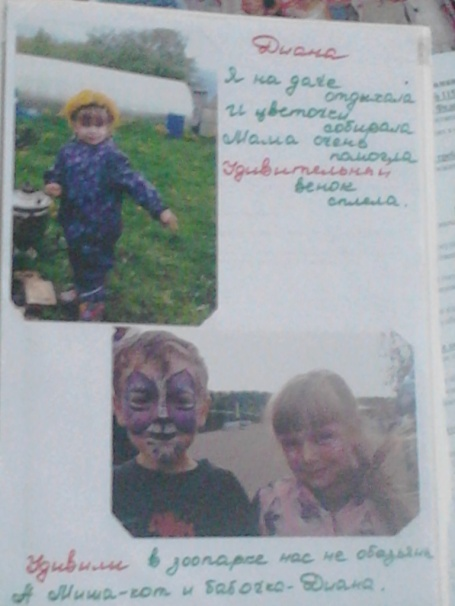 Диана
Я на даче
отдыхала
И цветочки
собирала
Мама очень
помогла
Удивительный
венок
сплела.
Удивили в зоопарке нас не обезьяны
А Миша-кот и бабочка-Диана.